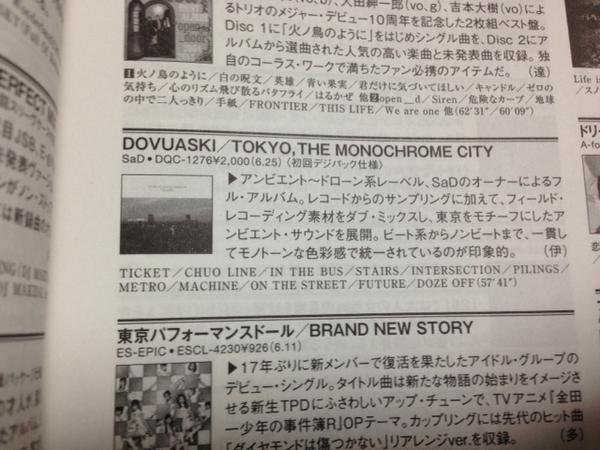 人田紳一郎(vo,g)、吉本大樹(vo)によ
るトリオのメジャー・デビュー10周年を記念した2枚組ベスト盤。
Disc 1に「火ノ鳥のように」をはじめシングル曲を、Disc 2にア
ルバムから選曲された人気の高い楽曲と未発表曲を収録。独
自のコーラス・ワークで満ちたファン必携のアイテムだ。 (達)
open door
1火ノ鳥のように／白の呪文／英雄／青い果実／君だけに気づいてほしい／キャンドル／ゼロの
気持ち／心のリズム飛び散るバタフライ／はるかぜ 他2open__d／Siren／危険なカーブ／地球
の中で二人っきり／手紙／FRONTIER／THIS LIFE／We are one 他(62'31"／60'09")
DOVUASKI／TOKYO,THE MONOCHROME CITY
SaD•DQC-1276¥2,000(6.25)〈初回デジパック仕様〉
▶アンビエント〜ドローン系レーベル、SaDのオーナーによるフ
ル・アルバム。レコードからのサンプリングに加えて、フィールド・
レコーディング素材をダブ・ミックスし、東京をモチーフにしたア
ンビエント・サウンドを展開。ビート系からノンビートまで、一貫し
てモノトーンな色彩感で統一されているのが印象的。 (伊)
TICKET／CHUO LINE／IN THE BUS／STAIRS／INTERSECTION／PILINGS／
METRO／MACHINE／ON THE STREET／FUTURE／DOZE OFF(57'41")
東京パフォーマンスドール／BRAND NEW STORY
ES-EPIC•ESCL-4230¥926(6.11)
▶17年ぶりに新メンバーで復活を果たしたアイドル・グループの
デビュー・シングル。タイトル曲は新たな物語の始まりをイメージさ
せる新生TPDにふさわしいアップ・チューンで、TVアニメ『金田
一少年の事件簿R』OPテーマ。カップリングには先代のヒット曲
「ダイヤモンドは傷つかない」リアレンジver.を収録。 (多)